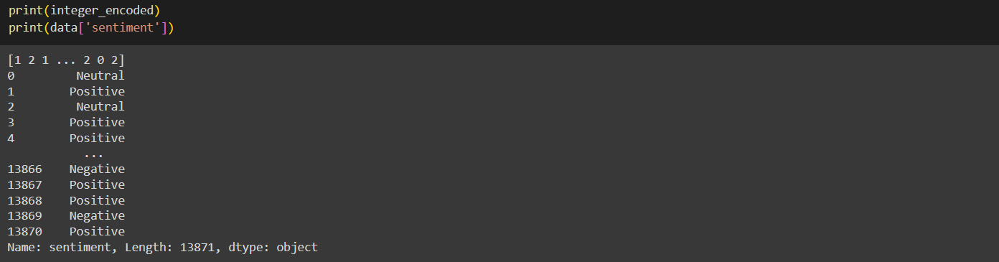 print(integer_encoded)
print(data['sentiment'])
[1 2 1 ... 2 0 2]
0         Neutral
1        Positive
2         Neutral
3        Positive
4        Positive
           ...
13866    Negative
13867    Positive
13868    Positive
13869    Negative
13870    Positive
Name: sentiment, Length: 13871, dtype: object